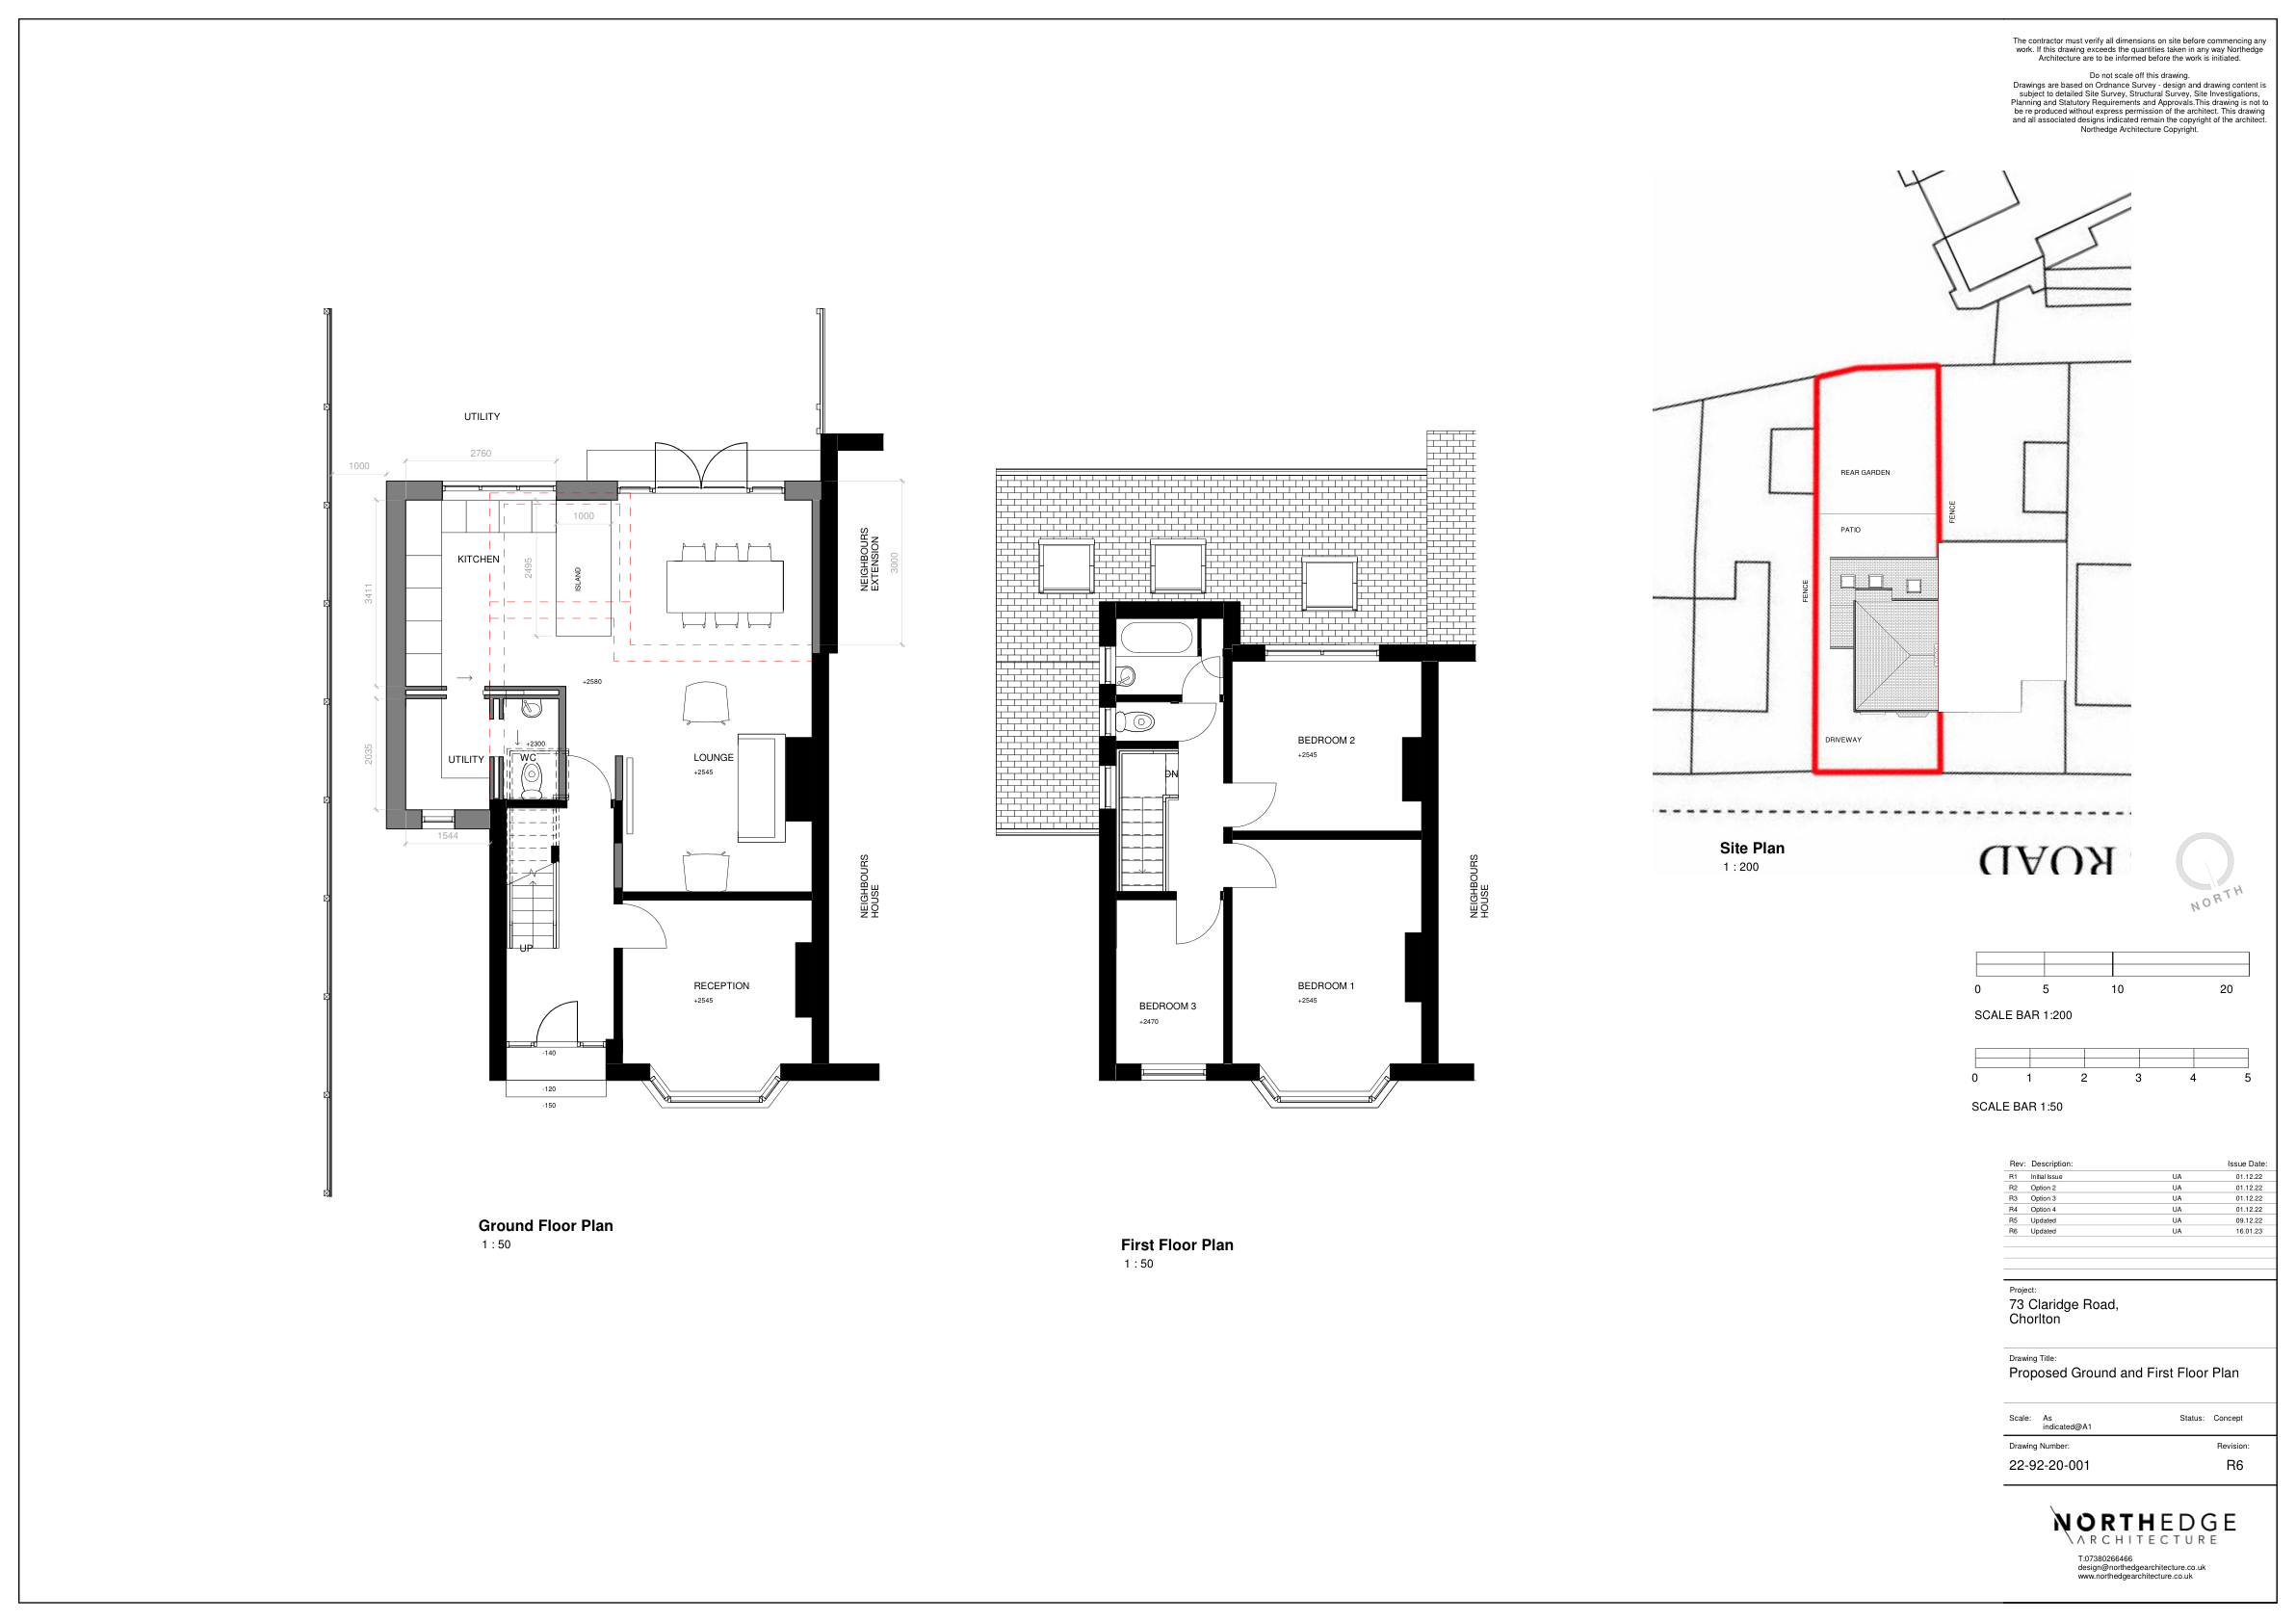 The contractor must verify all dimensions on site before commencing any
work. If this drawing exceeds the quantities taken in any way Northedge
Architecture are to be informed before the work is initiated.
Do not scale off this drawing.
Drawings are based on Ordnance Survey - design and drawing content is
subject to detailed Site Survey, Structural Survey, Site Investigations,
Planning and Statutory Requirements and Approvals.This drawing is not to
be re produced without express permission of the architect. This drawing
and all associated designs indicated remain the copyright of the architect.
Northedge Architecture Copyright.
UTILITY
2760
1000
1000
KITCHEN
2495
ISLAND
3411
NEIGHBOURS
EXTENSION
3000
+2580
+2300
WC
UTILITY
2035
1544
LOUNGE
+2545
NEIGHBOURS
HOUSE
UP
RECEPTION
+2545
-140
-120
-150
Ground Floor Plan
1 : 50
BEDROOM 2
+2545
DN
BEDROOM 1
+2545
BEDROOM 3
+2470
NEIGHBOURS
HOUSE
First Floor Plan
1 : 50
REAR GARDEN
FENCE
PATIO
FENCE
DRIVEWAY
Site Plan
1 : 200
ROAD
NORTH
0 5 10 20
SCALE BAR 1:200
0 1 2 3 4 5
SCALE BAR 1:50
Rev: Description: Issue Date:
R1 Initial Issue UA 01.12.22
R2 Option 2 UA 01.12.22
R3 Option 3 UA 01.12.22
R4 Option 4 UA 01.12.22
R5 Updated UA 09.12.22
R6 Updated UA 16.01.23
Project:
73 Claridge Road,
Chorlton
Drawing Title:
Proposed Ground and First Floor Plan
Scale: As
indicated@A1
Status: Concept
Drawing Number: Revision:
22-92-20-001 R6
NORTHEDGE
ARCHITECTURE
T:07380266466
design@northedgearchitecture.co.uk
www.northedgearchitecture.co.uk